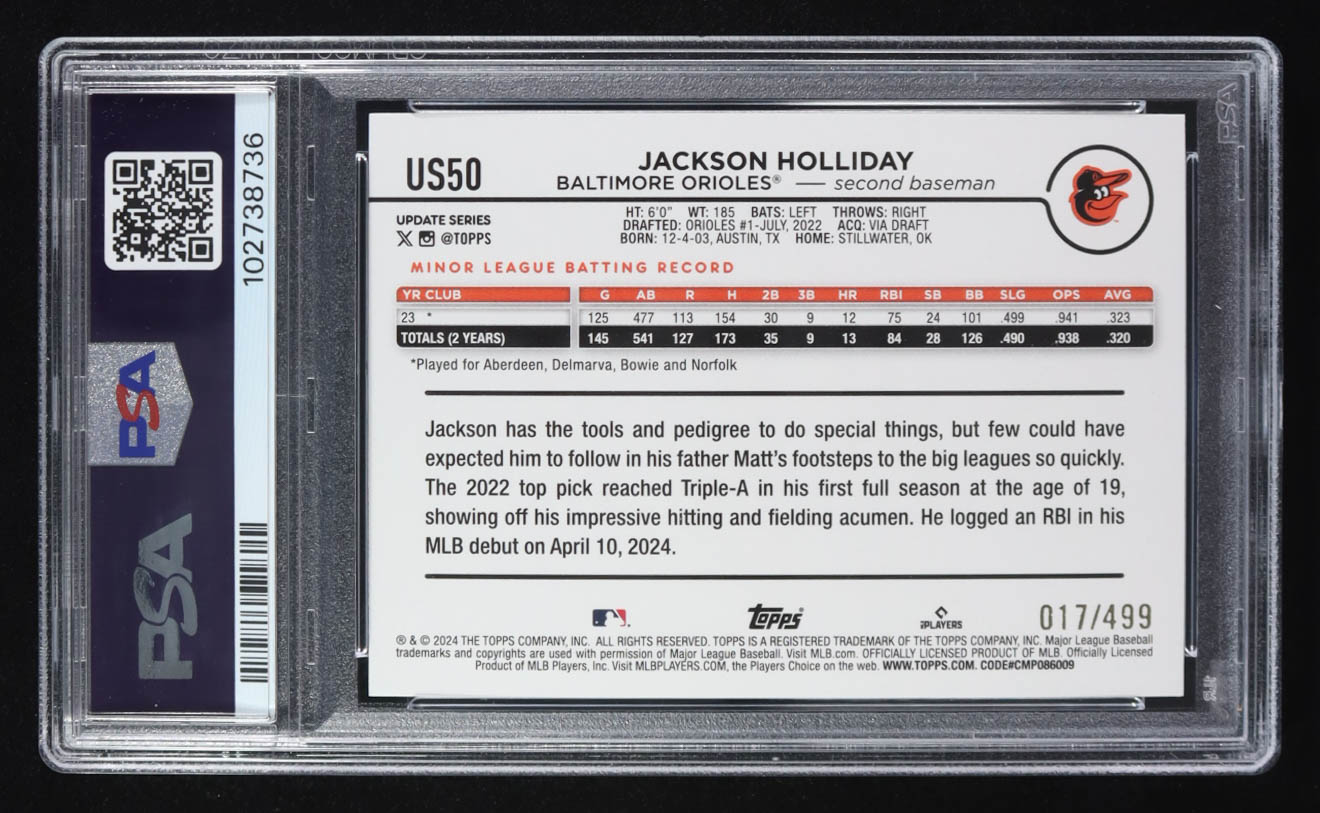 102738736
PSA
PSA
PSA
US50
JACKSON HOLLIDAY
BALTIMORE ORIOLES® — second baseman
UPDATE SERIES
@TOPPS
HT: 6'0" WT: 185 BATS: LEFT THROWS: RIGHT
DRAFTED: ORIOLES #1-JULY, 2022 ACQ: VIA DRAFT
BORN: 12-4-03, AUSTIN, TX HOME: STILLWATER, OK
MINOR LEAGUE BATTING RECORD
YR CLUB G AB R H 2B 3B HR RBI SB BB SLG OPS AVG
23 * 125 477 113 154 30 9 12 75 24 101 .499 .941 .323
TOTALS (2 YEARS) 145 541 127 173 35 9 13 84 28 126 .490 .938 .320
*Played for Aberdeen, Delmarva, Bowie and Norfolk
Jackson has the tools and pedigree to do special things, but few could have
expected him to follow in his father Matt's footsteps to the big leagues so quickly.
The 2022 top pick reached Triple-A in his first full season at the age of 19,
showing off his impressive hitting and fielding acumen. He logged an RBI in his
MLB debut on April 10, 2024.
Topps®
PLAYERS
017/499
® & © 2024 THE TOPPS COMPANY, INC. ALL RIGHTS RESERVED. TOPPS IS A REGISTERED TRADEMARK OF THE TOPPS COMPANY, INC. Major League Baseball
trademarks and copyrights are used with permission of Major League Baseball. Visit MLB.com. OFFICIALLY LICENSED PRODUCT OF MLB. Officially Licensed
Product of MLB Players, Inc. Visit MLBPLAYERS.COM, the Players Choice on the web. WWW.TOPPS.COM. CODE#CMP086009